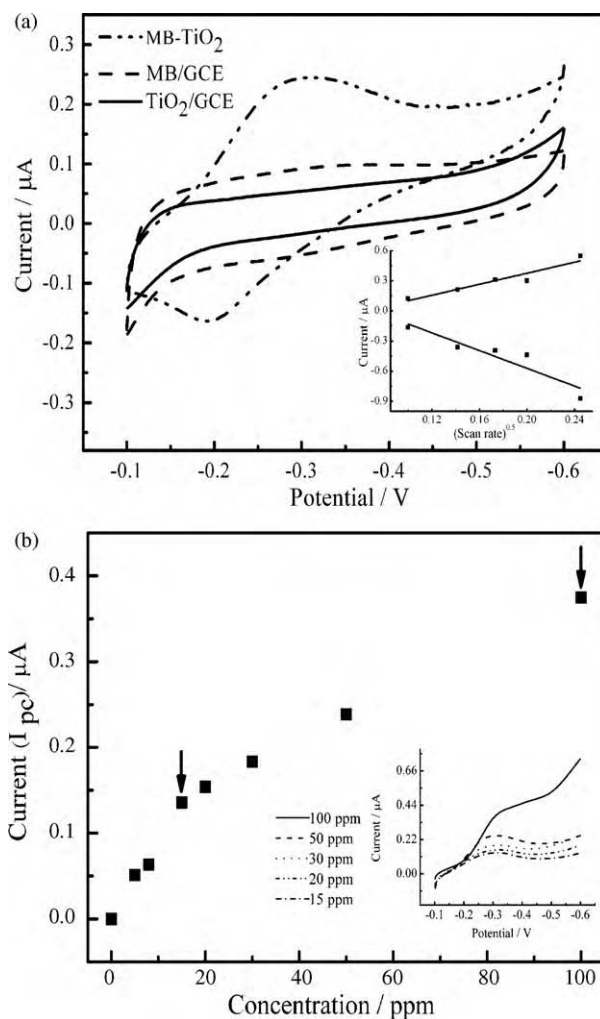 (a)
0.3
0.2
0.1
0.0
-0.1
-0.2
-0.3
Current / μA
MB-TiO₂
MB/GCE
TiO₂/GCE
-0.1 -0.2 -0.3 -0.4 -0.5 -0.6
Potential / V
0.6
0.3
0.0
-0.3
-0.6
-0.9
Current / μA
0.12 0.16 0.20 0.24
(Scan rate)^0.5
(b)
0.4
0.3
0.2
0.1
0.0
Current (I pc)/ μA
0 20 40 60 80 100
Concentration / ppm
100 ppm
50 ppm
30 ppm
20 ppm
15 ppm
0.66
0.44
0.22
0.00
Current / μA
-0.1 -0.2 -0.3 -0.4 -0.5 -0.6
Potential / V